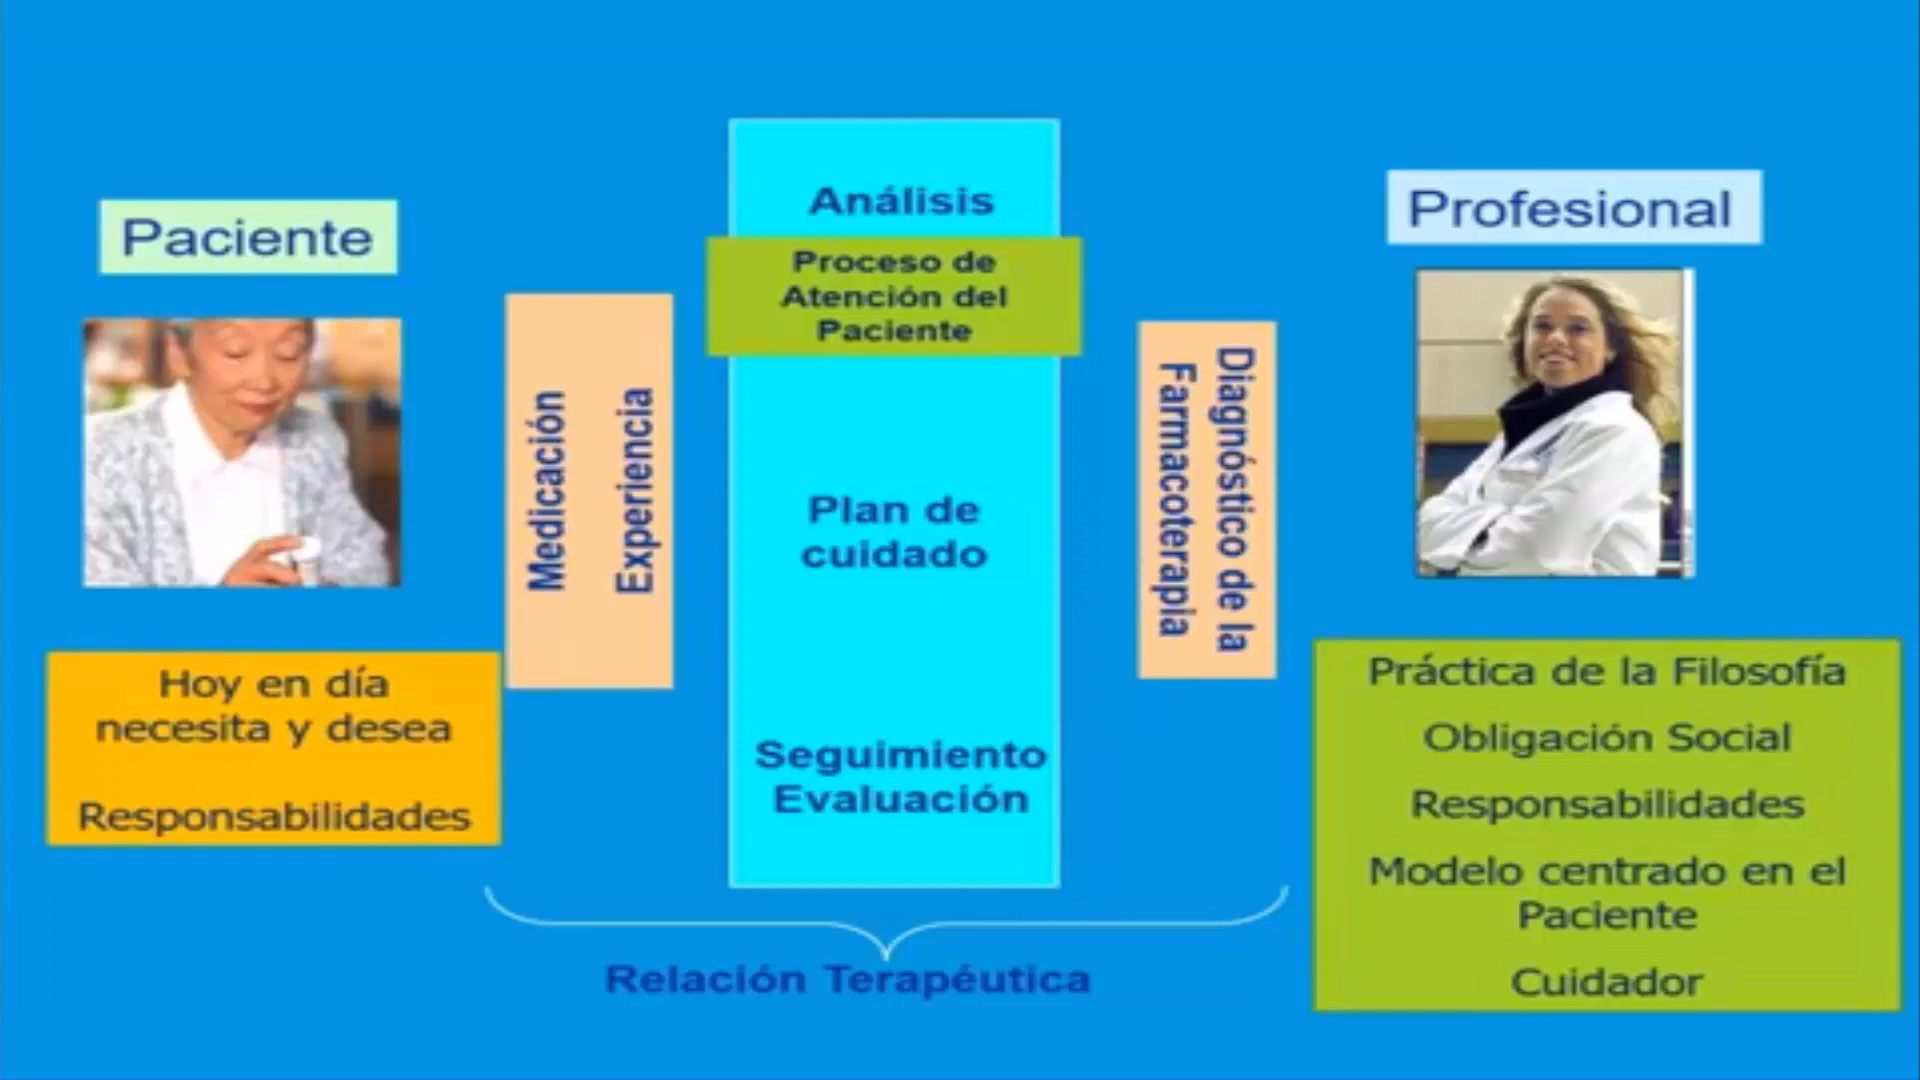 Paciente
Hoy en día
necesita y desea
Responsabilidades
Medicación
Experiencia
Análisis
Proceso de
Atención del
Paciente
Plan de
cuidado
Seguimiento
Evaluación
Relación Terapéutica
Diagnóstico de la
Farmacoterapia
Profesional
Práctica de la Filosofía
Obligación Social
Responsabilidades
Modelo centrado en el
Paciente
Cuidador